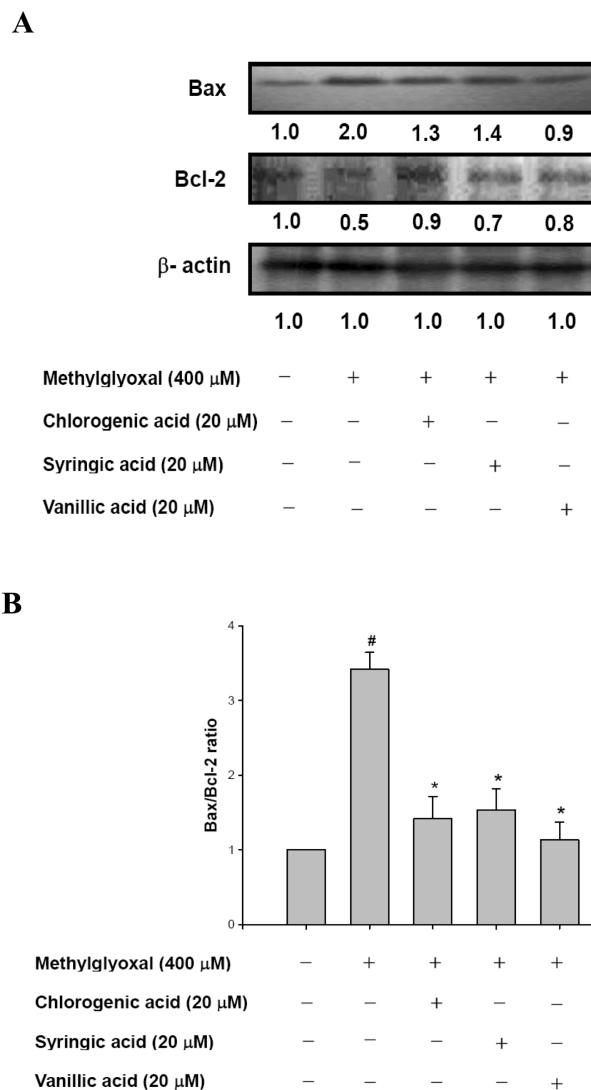 A
Bax
1.0 2.0 1.3 1.4 0.9
Bcl-2
1.0 0.5 0.9 0.7 0.8
β- actin
1.0 1.0 1.0 1.0 1.0
Methylglyoxal (400 μM) – + + + +
Chlorogenic acid (20 μM) – – + – –
Syringic acid (20 μM) – – – + –
Vanillic acid (20 μM) – – – – +
B
4
3
2
1
0
Bax/Bcl-2 ratio
#
*
*
*
Methylglyoxal (400 μM) – + + + +
Chlorogenic acid (20 μM) – – + – –
Syringic acid (20 μM) – – – + –
Vanillic acid (20 μM) – – – – +